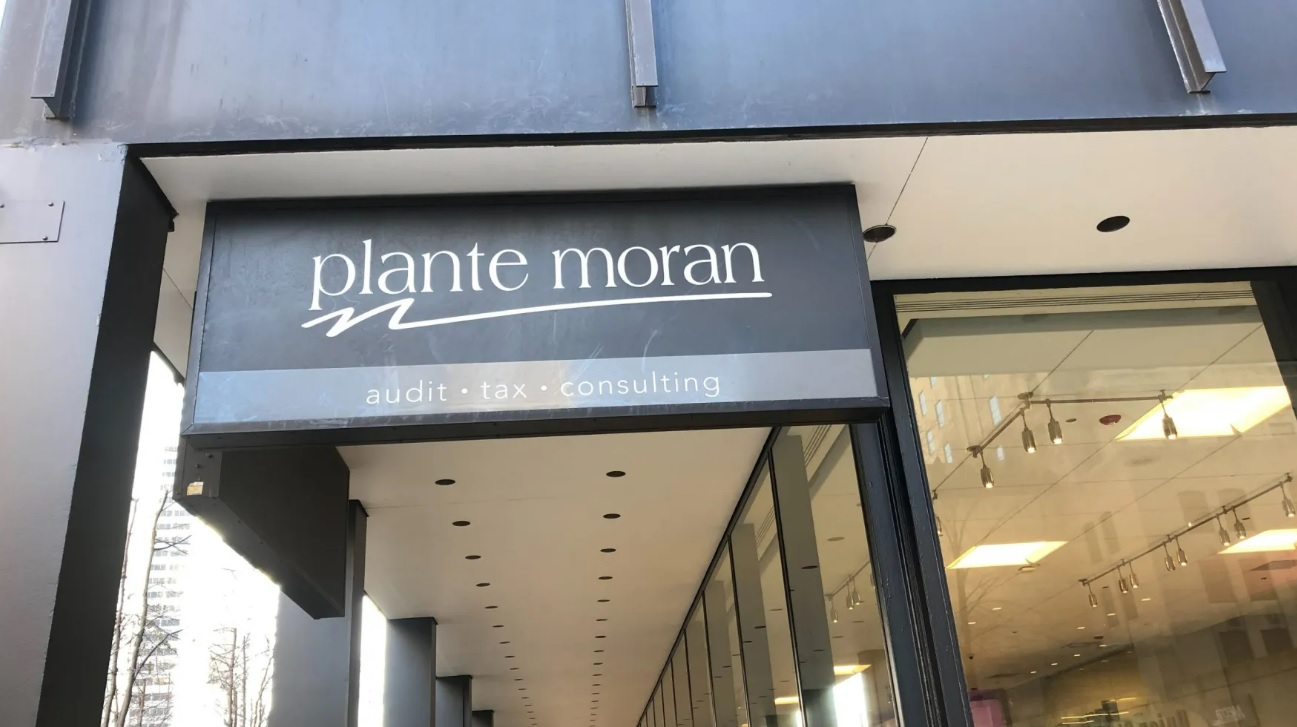 plante moran
audit • tax • consulting